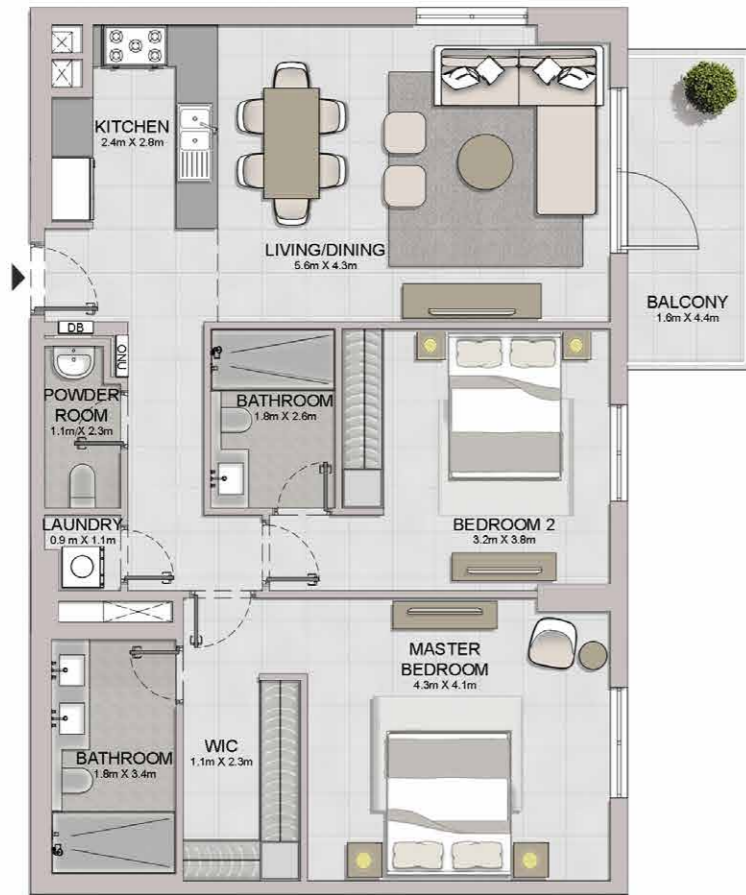 KITCHEN
2.4m X 2.8m
LIVING/DINING
5.6m X 4.3m
BALCONY
1.6m X 4.4m
DB
ONU
POWDER
ROOM
1.1m X 2.3m
BATHROOM
1.8m X 2.6m
LAUNDRY
0.9 m X 1.1m
BEDROOM 2
3.2m X 3.8m
MASTER
BEDROOM
4.3m X 4.1m
WIC
1.1m X 2.3m
BATHROOM
1.8m X 3.4m